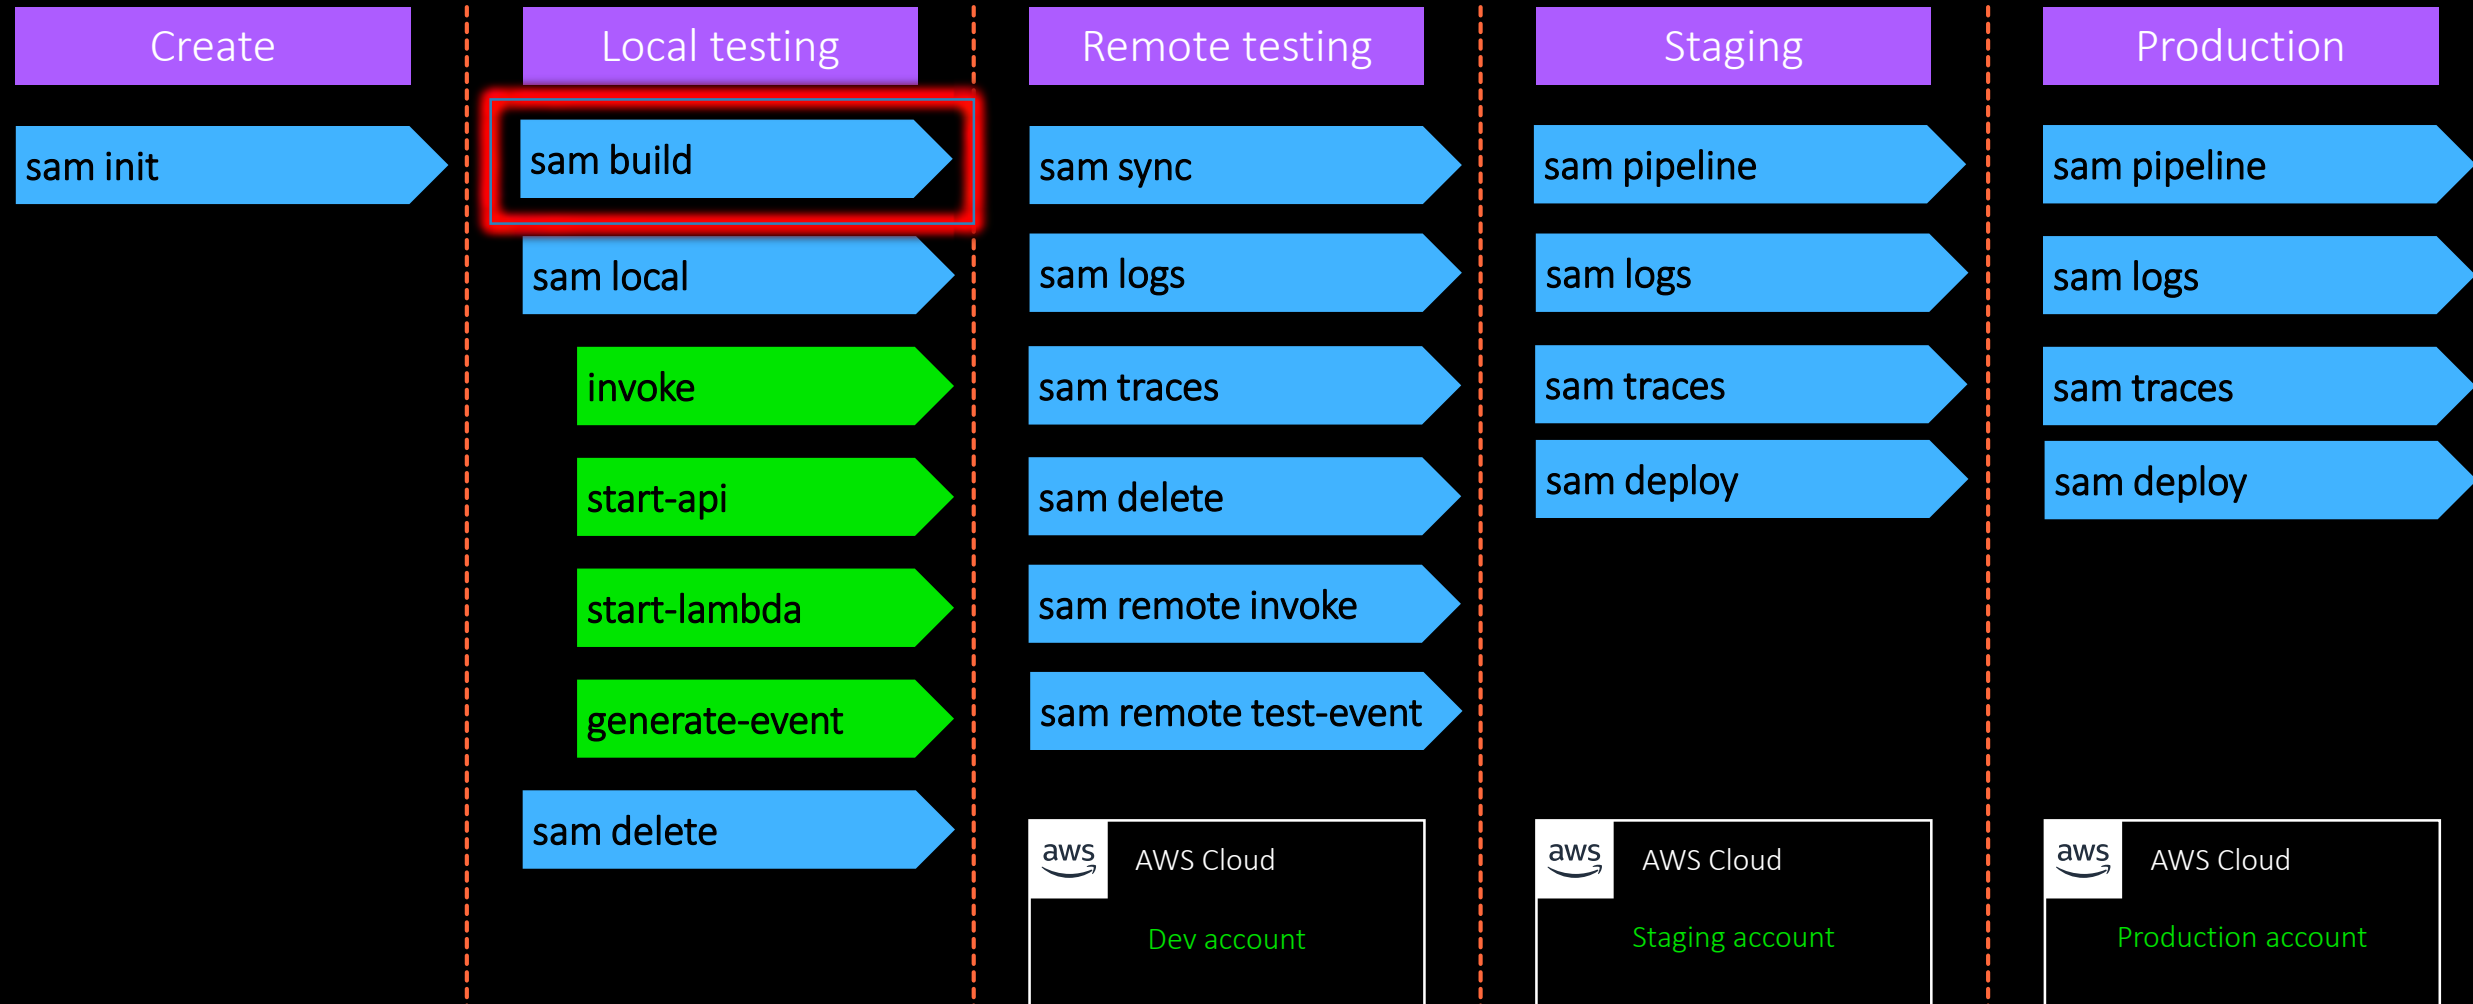 Create
sam init
Local testing
sam build
sam local
invoke
start-api
start-lambda
generate-event
sam delete
Remote testing
sam sync
sam logs
sam traces
sam delete
sam remote invoke
sam remote test-event
aws
AWS Cloud
Dev account
Staging
sam pipeline
sam logs
sam traces
sam deploy
aws
AWS Cloud
Staging account
Production
sam pipeline
sam logs
sam traces
sam deploy
aws
AWS Cloud
Production account